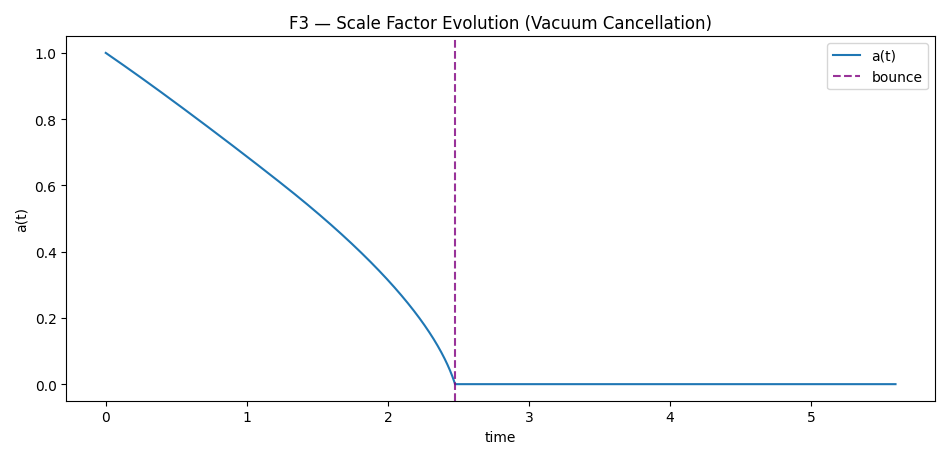 F3 — Scale Factor Evolution (Vacuum Cancellation)
a(t)
bounce
1.0
0.8
0.6
0.4
0.2
0.0
a(t)
0 1 2 3 4 5
time